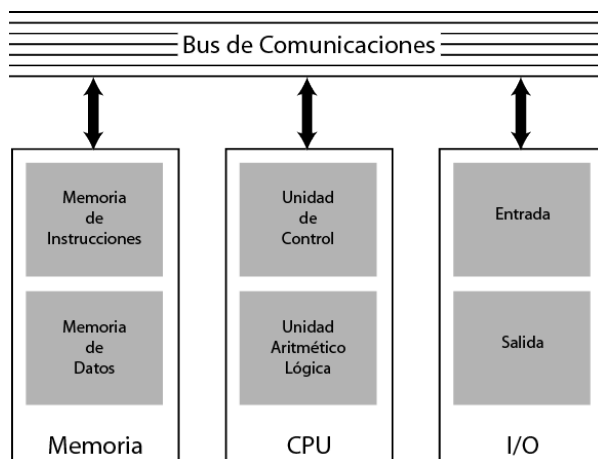 Bus de Comunicaciones
Memoria
de
Instrucciones
Memoria
de
Datos
Memoria
Unidad
de
Control
Unidad
Aritmético
Lógica
CPU
Entrada
Salida
I/O